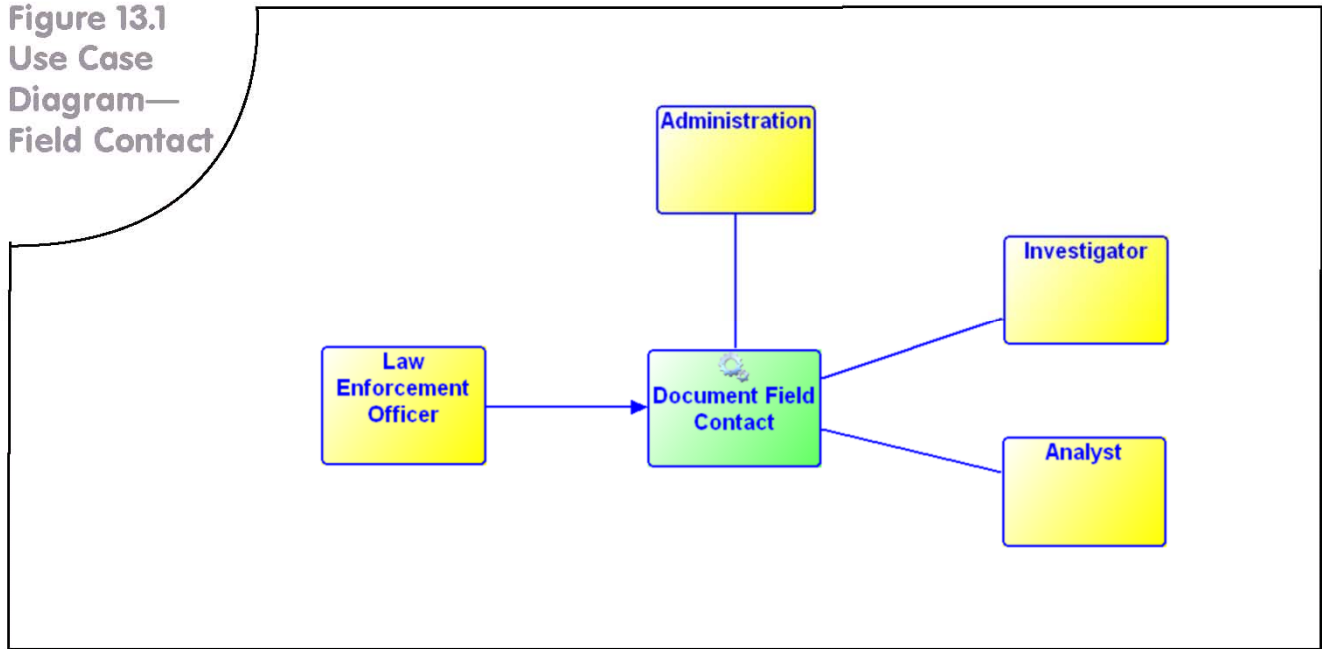 Figure 13.1
Use Case
Diagram—
Field Contact
Administration
Investigator
Law
Enforcement
Officer
Document Field
Contact
Analyst